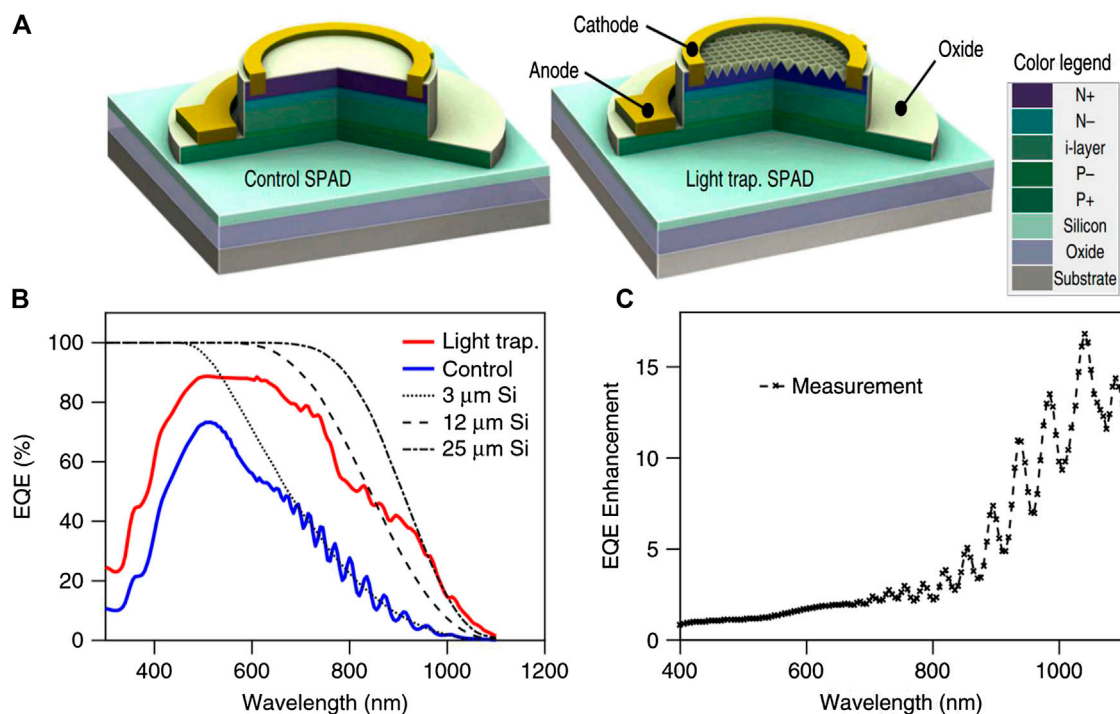 A
Cathode
Anode
Oxide
Control SPAD
Light trap. SPAD
Color legend
N+
N–
i-layer
P–
P+
Silicon
Oxide
Substrate
B
EQE (%)
100
80
60
40
20
0
400 600 800 1000 1200
Wavelength (nm)
Light trap.
Control
3 μm Si
12 μm Si
25 μm Si
C
EQE Enhancement
15
10
5
0
400 600 800 1000
Wavelength (nm)
Measurement